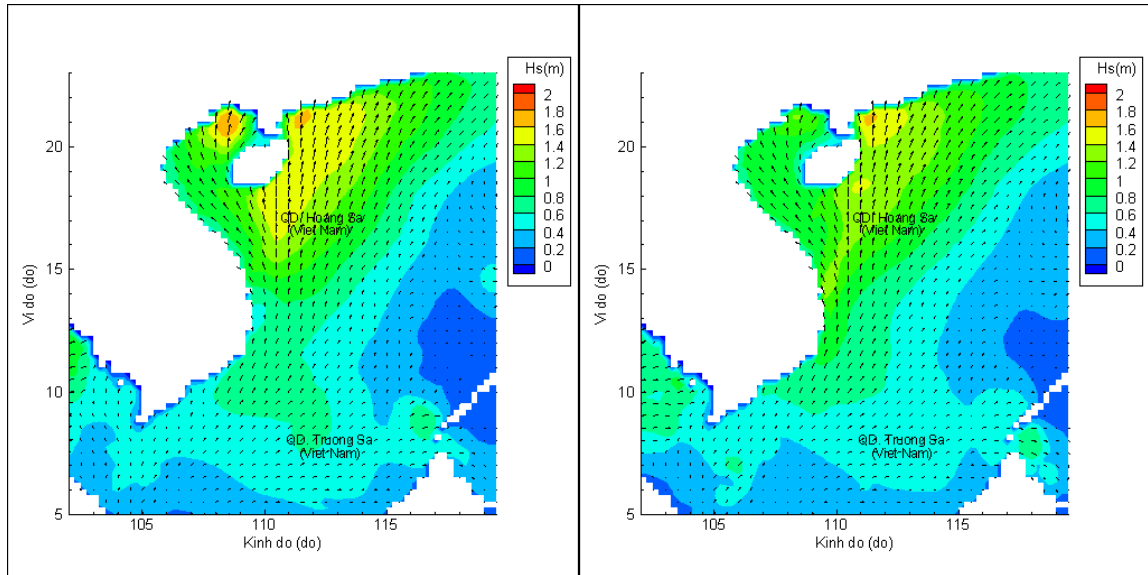 Hs(m)
2
1.8
1.6
1.4
1.2
1
0.8
0.6
0.4
0.2
0
20
15
10
5
Vi do (do)
QD. Hoang Sa
(Viet Nam)
QD. Truong Sa
(Viet Nam)
105
110
115
Kinh do (do)
Hs(m)
2
1.8
1.6
1.4
1.2
1
0.8
0.6
0.4
0.2
0
20
15
10
5
Vi do (do)
QD. Hoang Sa
(Viet Nam)
QD. Truong Sa
(Viet Nam)
105
110
115
Kinh do (do)